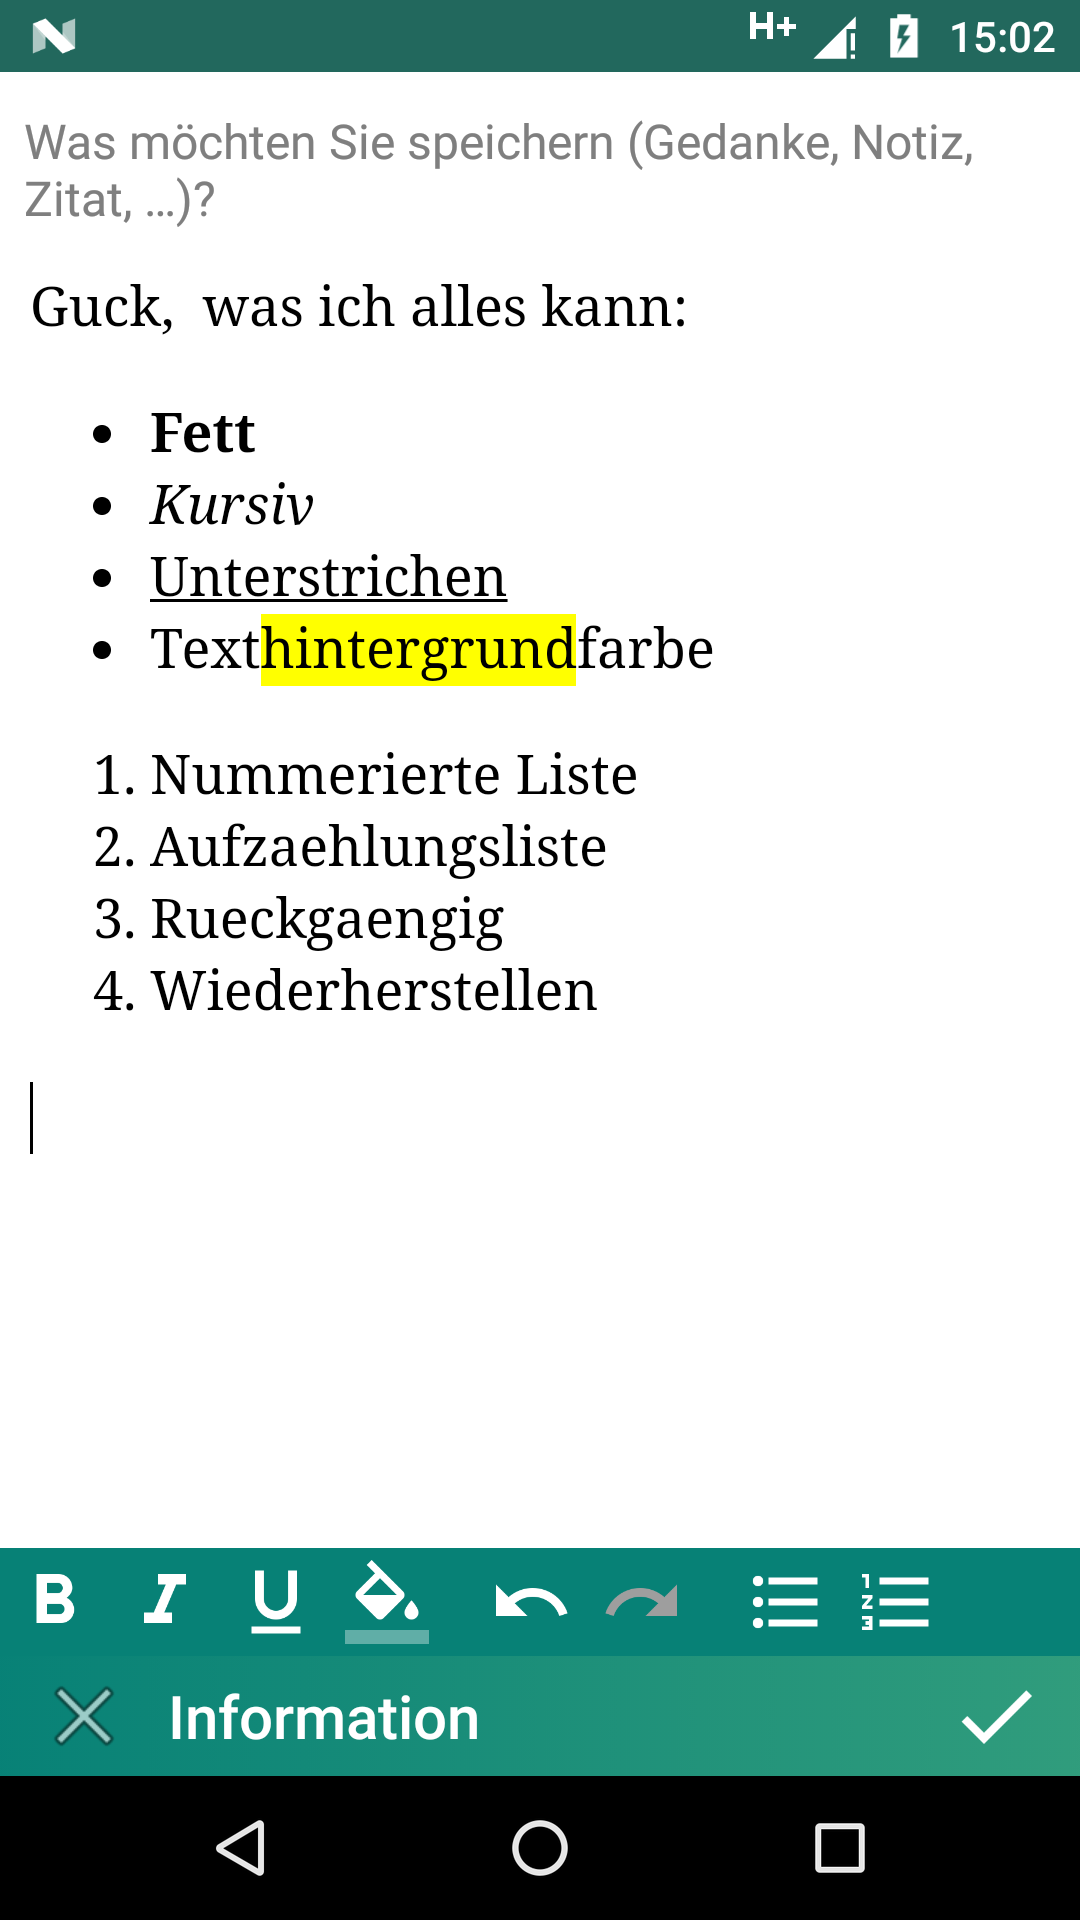 H+ 15:02
Was möchten Sie speichern (Gedanke, Notiz,
Zitat, …)?
Guck,  was ich alles kann:
• Fett
• Kursiv
• Unterstrichen
• Texthintergrundfarbe
1. Nummerierte Liste
2. Aufzaehlungsliste
3. Rueckgaengig
4. Wiederherstellen
B I U
Information